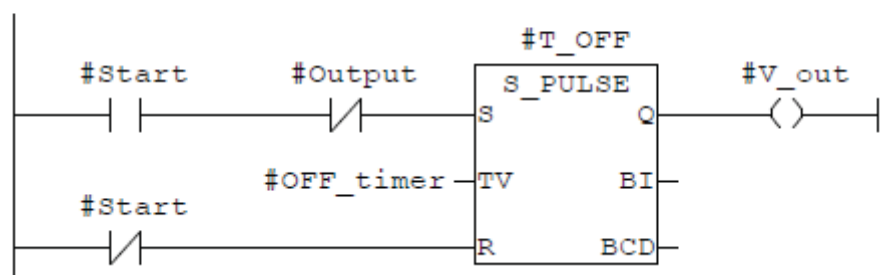 #T_OFF
#Start #Output S_PULSE #V_out
S Q
#OFF_timer TV BI
#Start
R BCD